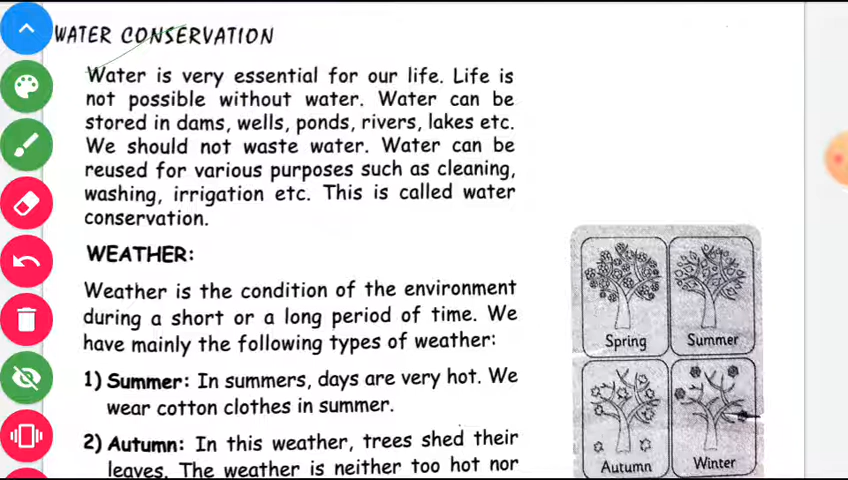 WATER CONSERVATION
Water is very essential for our life. Life is
not possible without water. Water can be
stored in dams, wells, ponds, rivers, lakes etc.
We should not waste water. Water can be
reused for various purposes such as cleaning,
washing, irrigation etc. This is called water
conservation.
WEATHER:
Weather is the condition of the environment
during a short or a long period of time. We
have mainly the following types of weather:
1) Summer: In summers, days are very hot. We
wear cotton clothes in summer.
2) Autumn: In this weather, trees shed their
leaves. The weather is neither too hot nor
Spring
Summer
Autumn
Winter